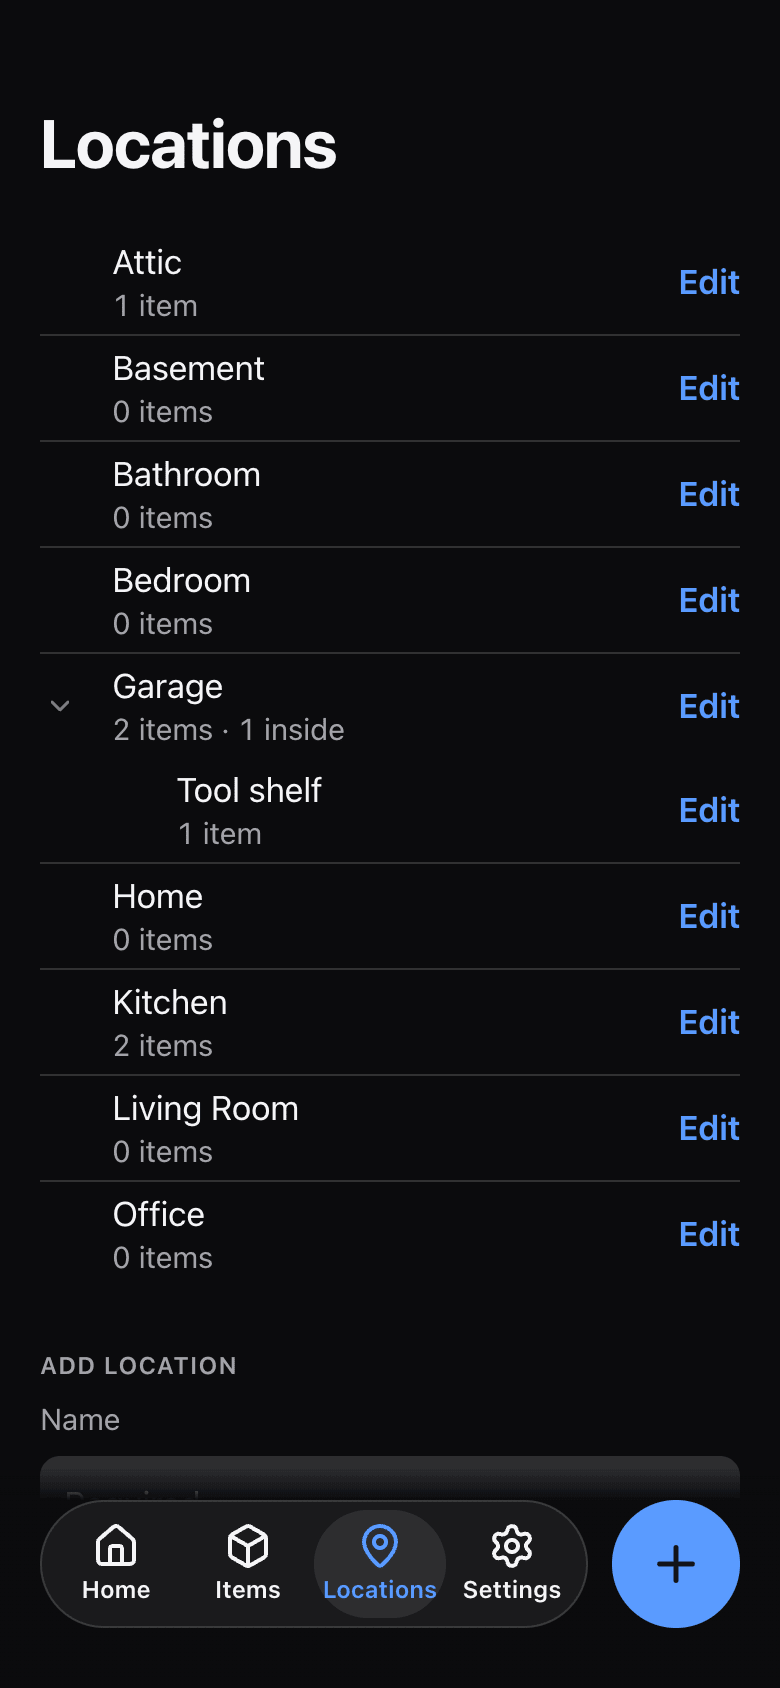 Locations
Attic
1 item
Edit
Basement
0 items
Edit
Bathroom
0 items
Edit
Bedroom
0 items
Edit
Garage
2 items · 1 inside
Edit
Tool shelf
1 item
Edit
Home
0 items
Edit
Kitchen
2 items
Edit
Living Room
0 items
Edit
Office
0 items
Edit
ADD LOCATION
Name
Home
Items
Locations
Settings